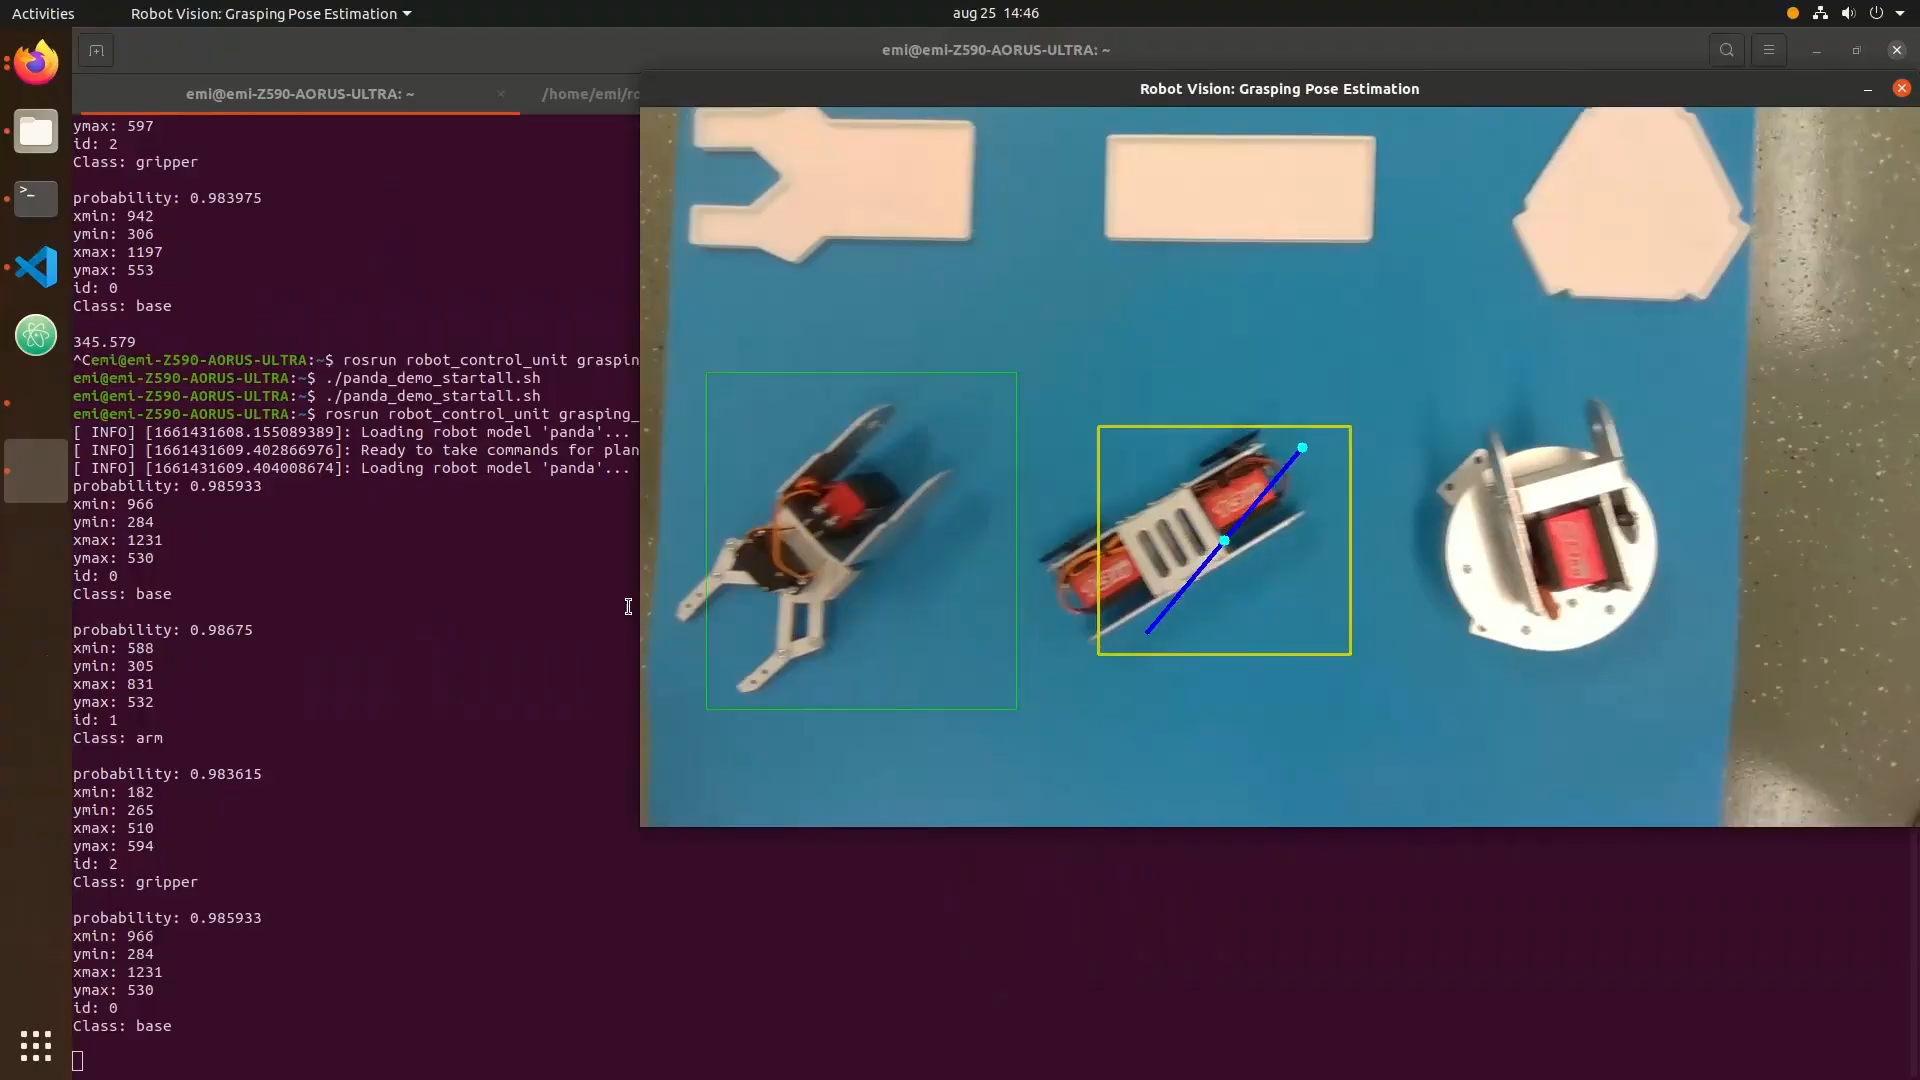 Activities
Robot Vision: Grasping Pose Estimation
aug 25 14:46
emi@emi-Z590-AORUS-ULTRA: ~
emi@emi-Z590-AORUS-ULTRA: ~
/home/emi/ro
Robot Vision: Grasping Pose Estimation
ymax: 597
id: 2
Class: gripper
probability: 0.983975
xmin: 942
ymin: 306
xmax: 1197
ymax: 553
id: 0
Class: base
345.579
^Cemi@emi-Z590-AORUS-ULTRA:~$ rosrun robot_control_unit graspin
emi@emi-Z590-AORUS-ULTRA:~$ ./panda_demo_startall.sh
emi@emi-Z590-AORUS-ULTRA:~$ ./panda_demo_startall.sh
emi@emi-Z590-AORUS-ULTRA:~$ rosrun robot_control_unit grasping_
[ INFO] [1661431608.155089389]: Loading robot model 'panda'...
[ INFO] [1661431609.402866976]: Ready to take commands for plan
[ INFO] [1661431609.404008674]: Loading robot model 'panda'...
probability: 0.985933
xmin: 966
ymin: 284
xmax: 1231
ymax: 530
id: 0
Class: base
probability: 0.98675
xmin: 588
ymin: 305
xmax: 831
ymax: 532
id: 1
Class: arm
probability: 0.983615
xmin: 182
ymin: 265
xmax: 510
ymax: 594
id: 2
Class: gripper
probability: 0.985933
xmin: 966
ymin: 284
xmax: 1231
ymax: 530
id: 0
Class: base